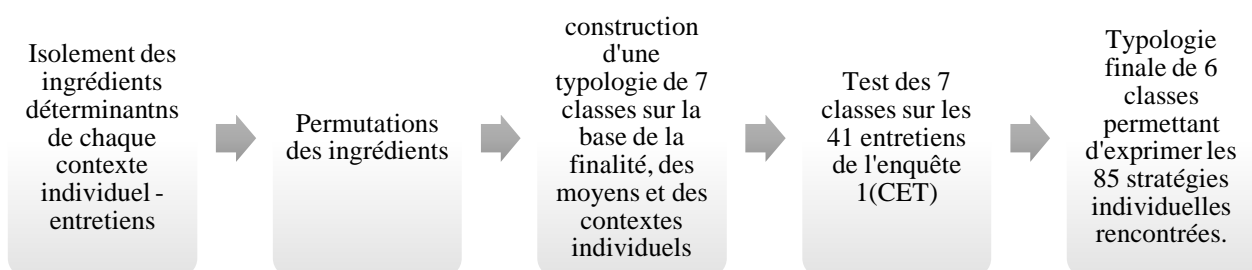 Isolement des
ingrédients
déterminantns
de chaque
contexte
individuel -
entretiens
Permutations
des ingrédients
construction
d'une
typologie de 7
classes sur la
base de la
finalité, des
moyens et des
contextes
individuels
Test des 7
classes sur les
41 entretiens
de l'enquête
1(CET)
Typologie
finale de 6
classes
permettant
d'exprimer les
85 stratégies
individuelles
rencontrées.